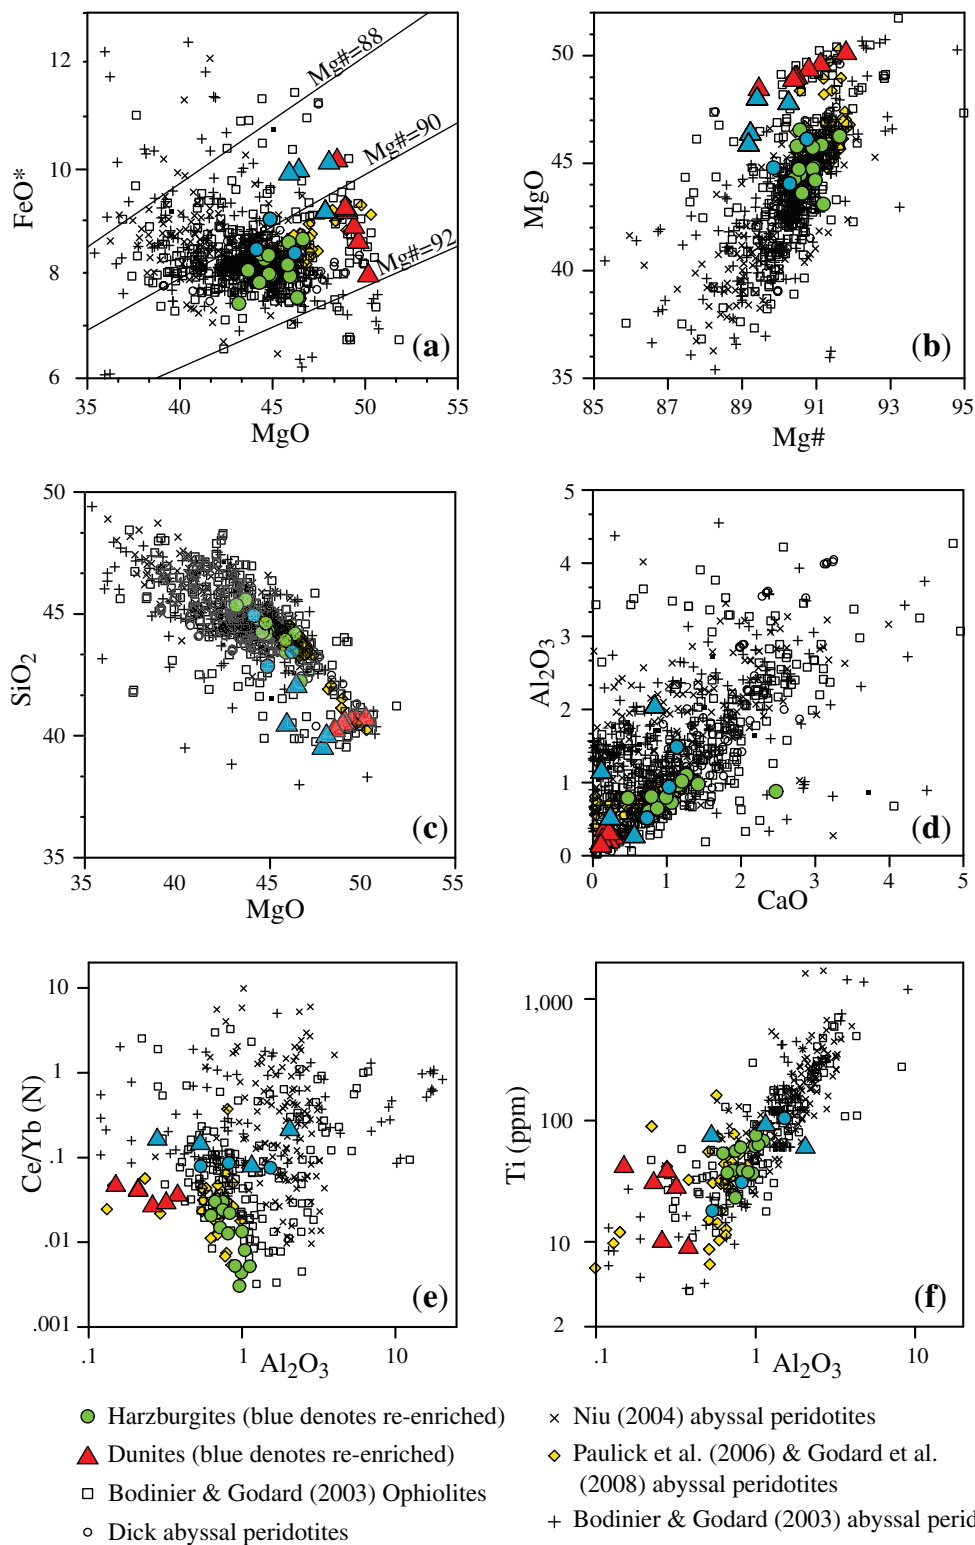 12
10
8
6
FeO*
Mg#=88
Mg#=90
Mg#=92
(a)
35 40 45 50 55
MgO
50
45
40
35
MgO
(b)
85 87 89 91 93 95
Mg#
50
45
40
35
SiO2
(c)
35 40 45 50 55
MgO
5
4
3
2
1
0
Al2O3
(d)
0 1 2 3 4 5
CaO
10
1
.1
.01
.001
Ce/Yb (N)
(e)
.1 1 10
Al2O3
1,000
100
10
2
Ti (ppm)
(f)
.1 1 10
Al2O3
Harzburgites (blue denotes re-enriched)
Dunites (blue denotes re-enriched)
Bodinier & Godard (2003) Ophiolites
Dick abyssal peridotites
Niu (2004) abyssal peridotites
Paulick et al. (2006) & Godard et al.
(2008) abyssal peridotites
Bodinier & Godard (2003) abyssal perid